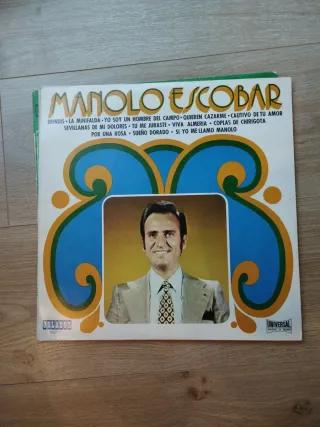 MANOLO ESCOBAR
BRINDIS • LA MINIFALDA • YO SOY UN HOMBRE DEL CAMPO • QUIEREN CAZARME • CAUTIVO DE TU AMOR
SEVILLANAS DE MI DOLORES • TU ME JURASTE • VIVA ALMERIA • COPLAS DE CHIRIGOTA
POR UNA ROSA • SUEÑO DORADO • SI YO ME LLAMO MANOLO
BELADOR
UNIVERSAL